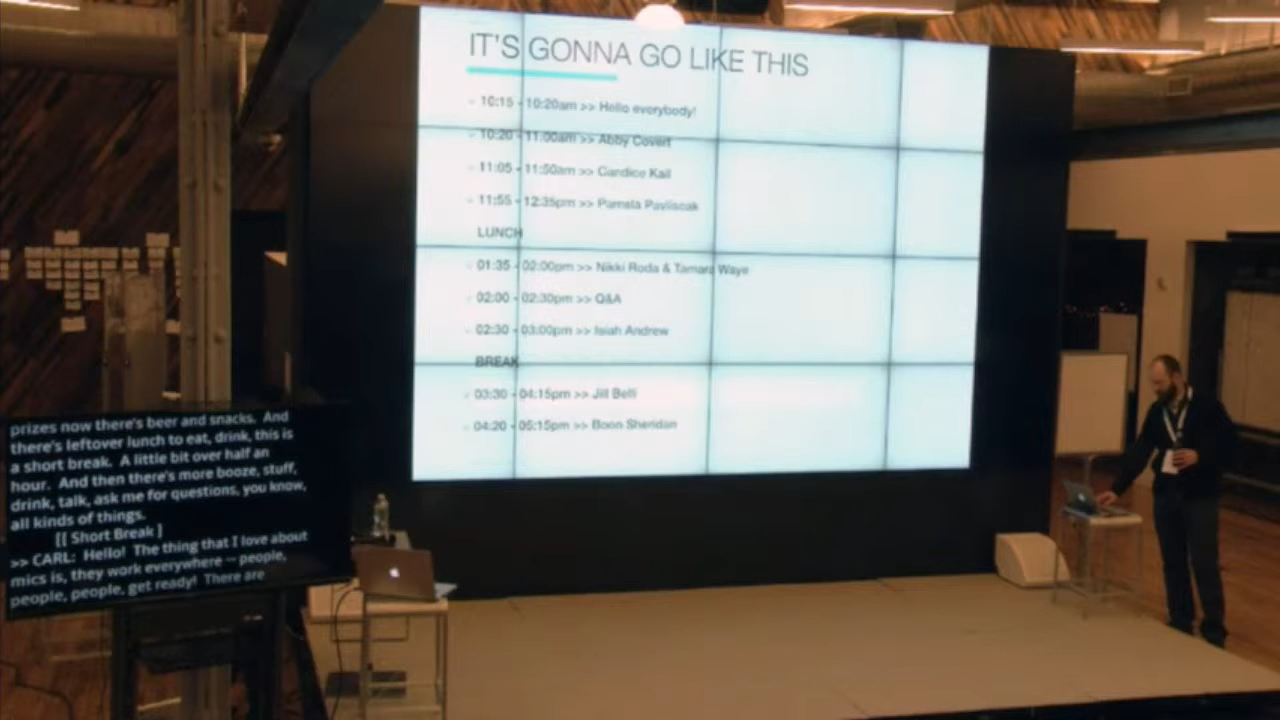 IT'S GONNA GO LIKE THIS
10:15 - 10:20am >> Hello everybody!
10:20 - 11:00am >> Abby Covert
11:05 - 11:50am >> Candice Kail
11:55 - 12:35pm >> Pamela Pavliscak
LUNCH
01:35 - 02:00pm >> Nikki Roda & Tamara Waye
02:00 - 02:30pm >> Q&A
02:30 - 03:00pm >> Isiah Andrew
BREAK
03:30 - 04:15pm >> Jill Belli
04:20 - 05:15pm >> Boon Sheridan
prizes now there's beer and snacks. And
there's leftover lunch to eat, drink, this is
a short break. A little bit over half an
hour. And then there's more booze, stuff,
drink, talk, ask me for questions, you know,
all kinds of things.
[[ Short Break ]
>> CARL: Hello! The thing that I love about
mics is, they work everywhere -- people,
people, people, get ready! There are